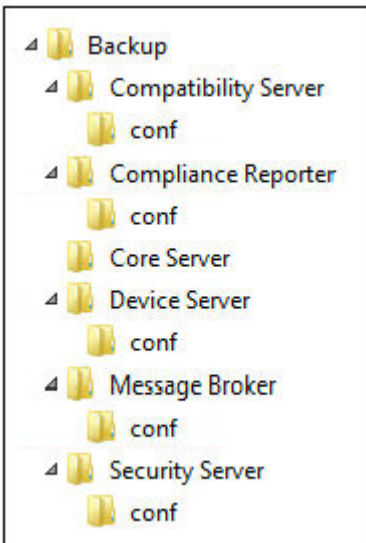 Backup
Compatibility Server
conf
Compliance Reporter
conf
Core Server
Device Server
conf
Message Broker
conf
Security Server
conf